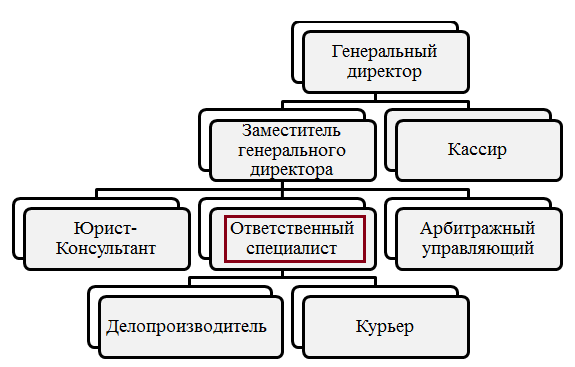 Генеральный
директор
Заместитель
генерального
директора
Кассир
Юрист-
Консультант
Ответственный
специалист
Арбитражный
управляющий
Делопроизводитель
Курьер